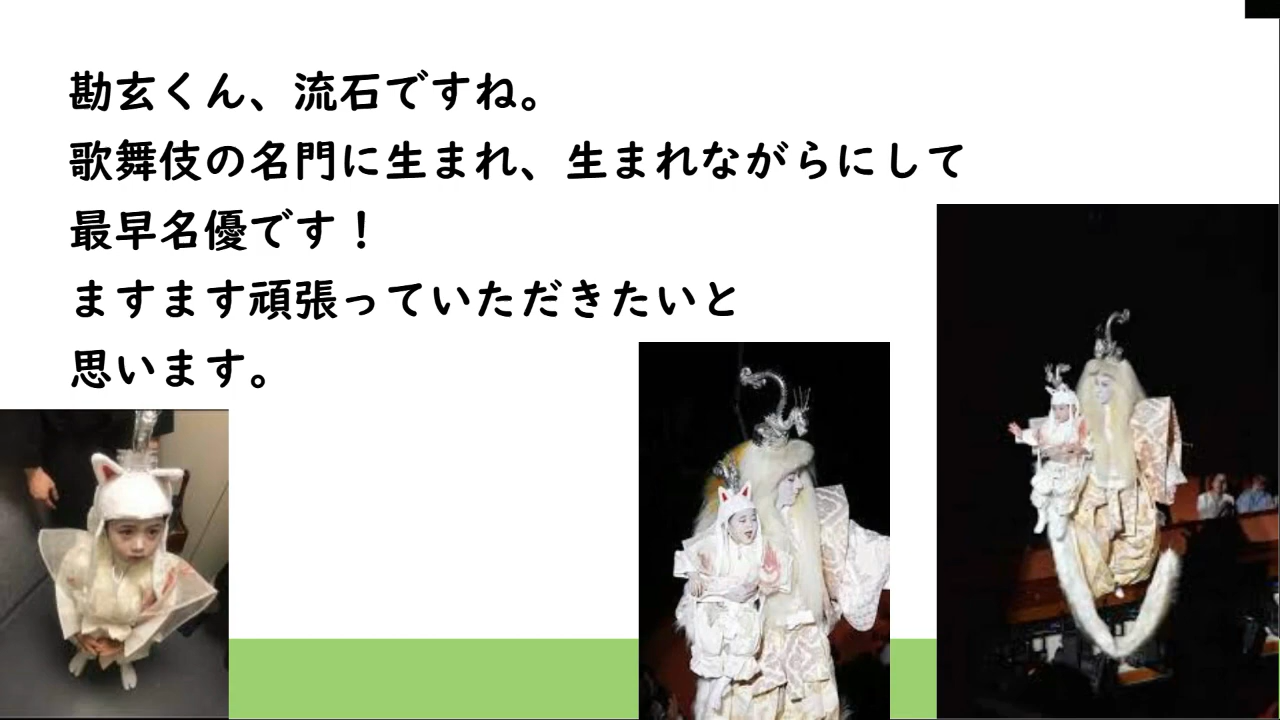 勘玄くん、流石ですね。
歌舞伎の名門に生まれ、生まれながらにして
最早名優です！
ますます頑張っていただきたいと
思います。